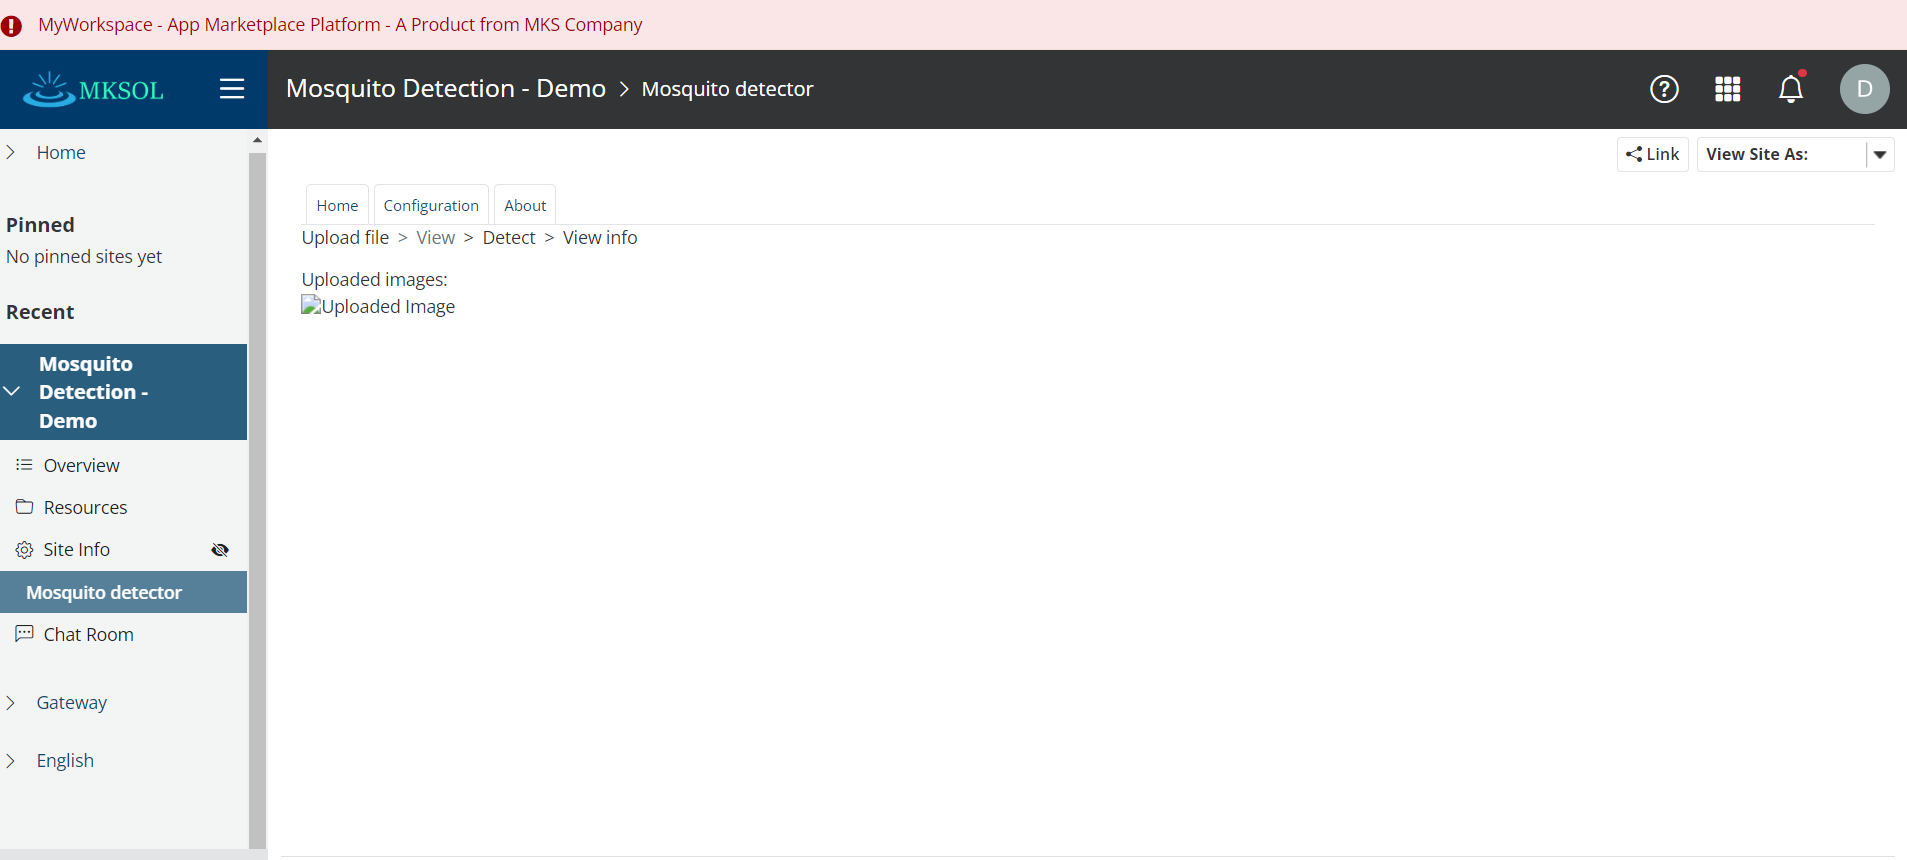 MyWorkspace - App Marketplace Platform - A Product from MKS Company
MKSOL
Mosquito Detection - Demo > Mosquito detector
?
D
Home
Link
View Site As:
Pinned
No pinned sites yet
Recent
Mosquito
Detection -
Demo
Overview
Resources
Site Info
Mosquito detector
Chat Room
Gateway
English
Home
Configuration
About
Upload file > View > Detect > View info
Uploaded images:
Uploaded Image